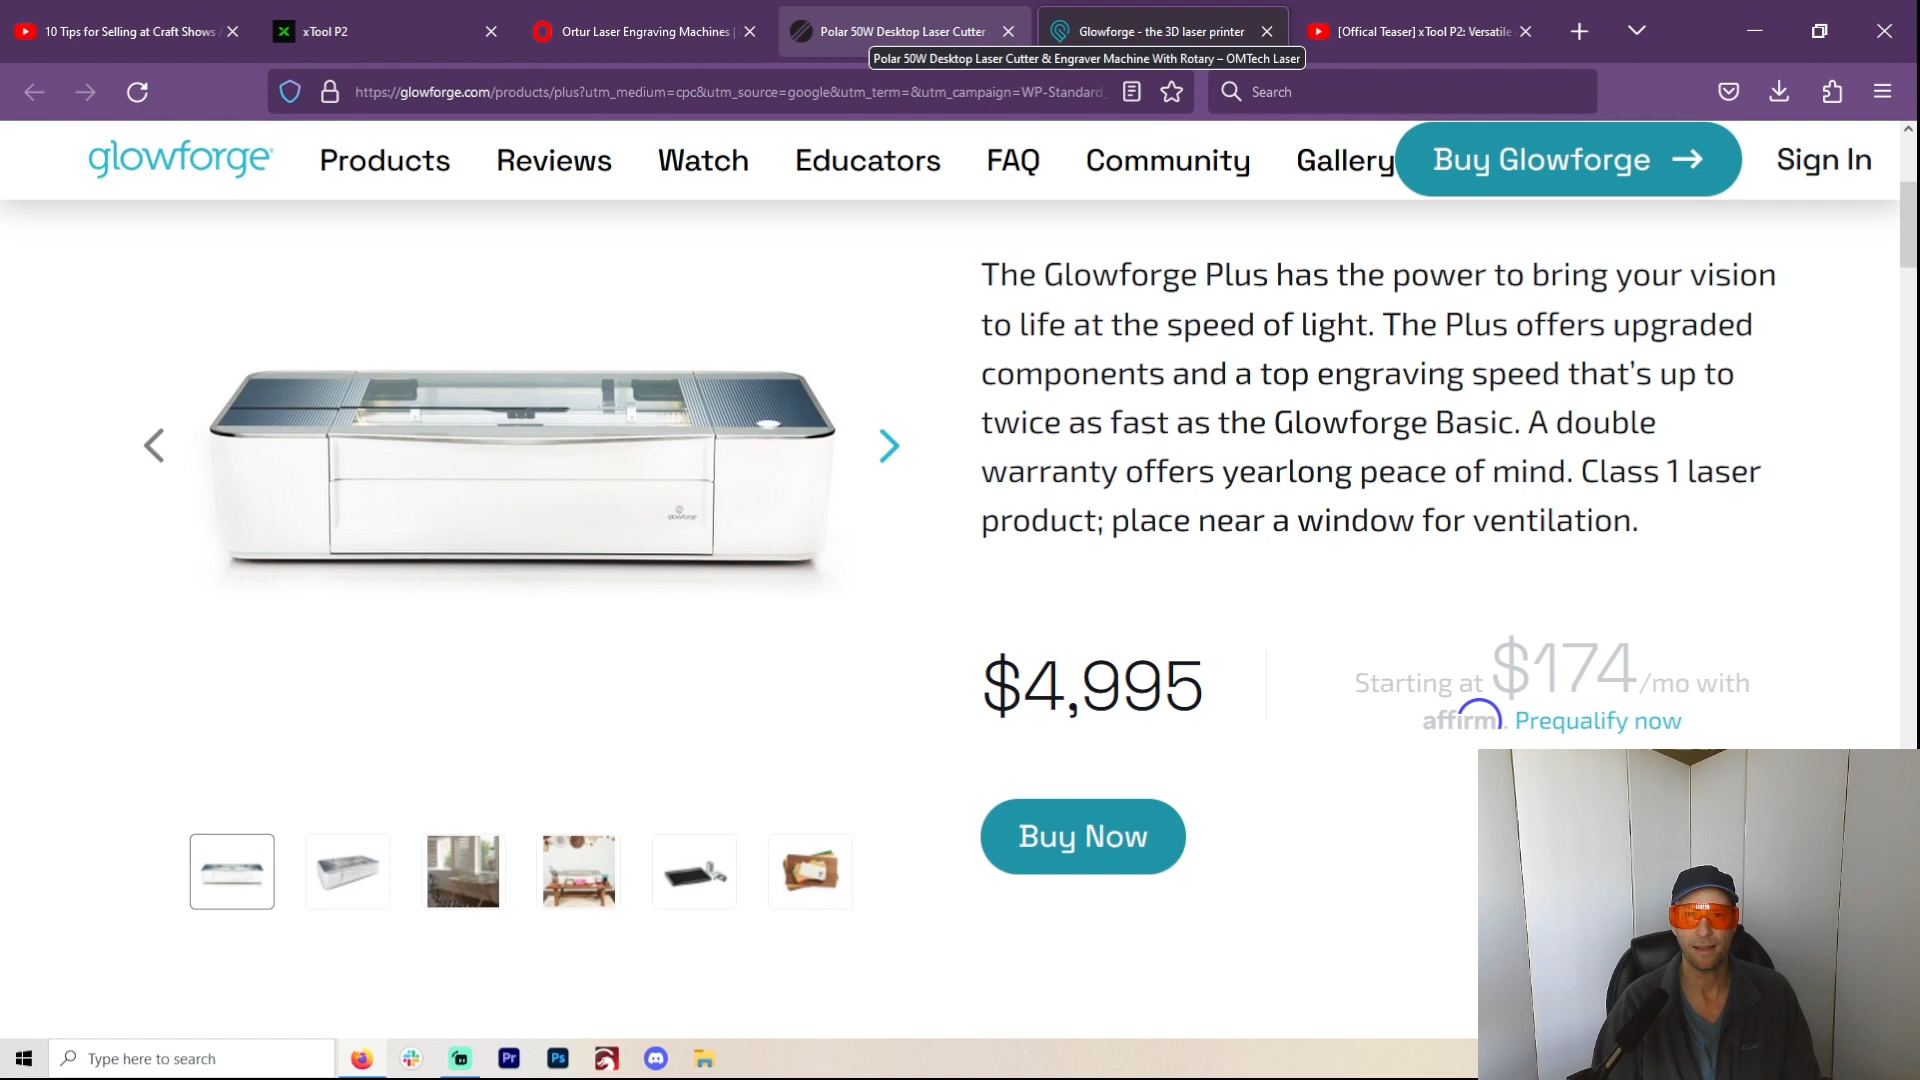 10 Tips for Selling at Craft Shows
xTool P2
Ortur Laser Engraving Machines |
Polar 50W Desktop Laser Cutter
Glowforge - the 3D laser printer
[Offical Teaser] xTool P2: Versatile
Polar 50W Desktop Laser Cutter & Engraver Machine With Rotary – OMTech Laser
https://glowforge.com/products/plus?utm_medium=cpc&utm_source=google&utm_term=&utm_campaign=WP-Standard_
Search
glowforge
Products
Reviews
Watch
Educators
FAQ
Community
Gallery
Buy Glowforge →
Sign In
The Glowforge Plus has the power to bring your vision
to life at the speed of light. The Plus offers upgraded
components and a top engraving speed that's up to
twice as fast as the Glowforge Basic. A double
warranty offers yearlong peace of mind. Class 1 laser
product; place near a window for ventilation.
glowforge
$4,995
Starting at $174/mo with
affirm. Prequalify now
Buy Now
Type here to search
Pr
Ps